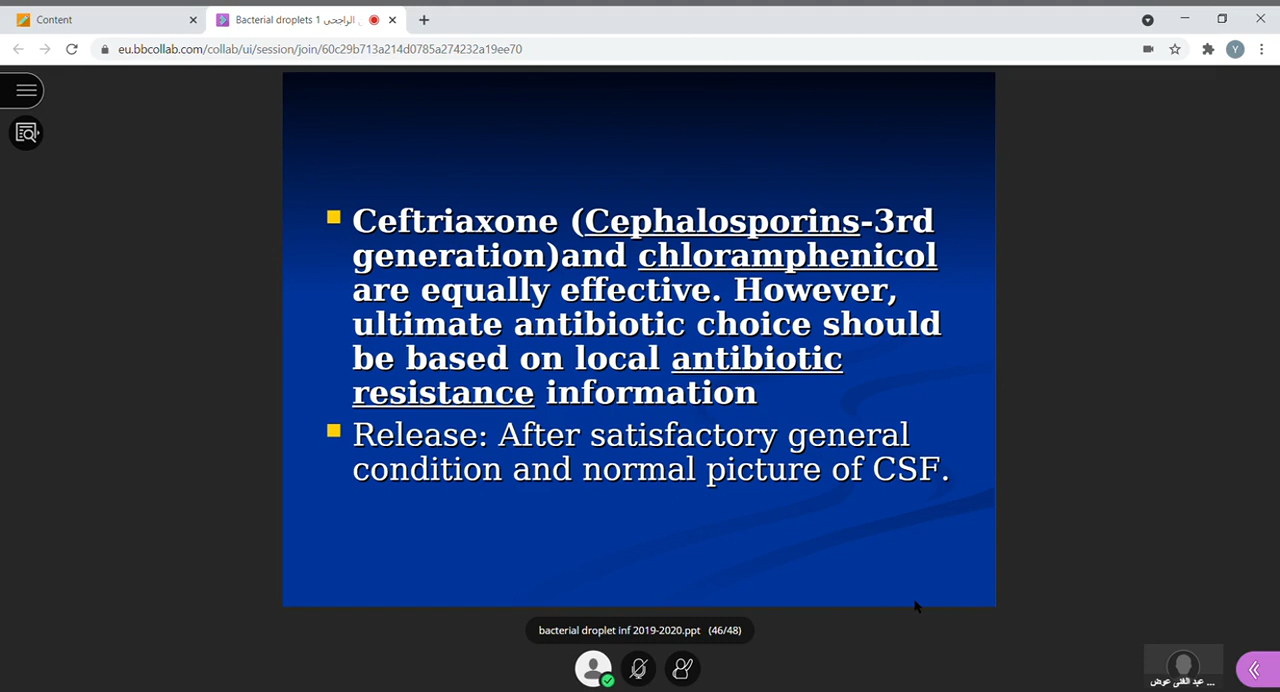 Content
Bacterial droplets 1 الراجحى
eu.bbcollab.com/collab/ui/session/join/60c29b713a214d0785a274232a19ee70
Y
Ceftriaxone (Cephalosporins-3rd
generation)and chloramphenicol
are equally effective. However,
ultimate antibiotic choice should
be based on local antibiotic
resistance information
Release: After satisfactory general
condition and normal picture of CSF.
bacterial droplet inf 2019-2020.ppt (46/48)
عبد الغنى عوض ...